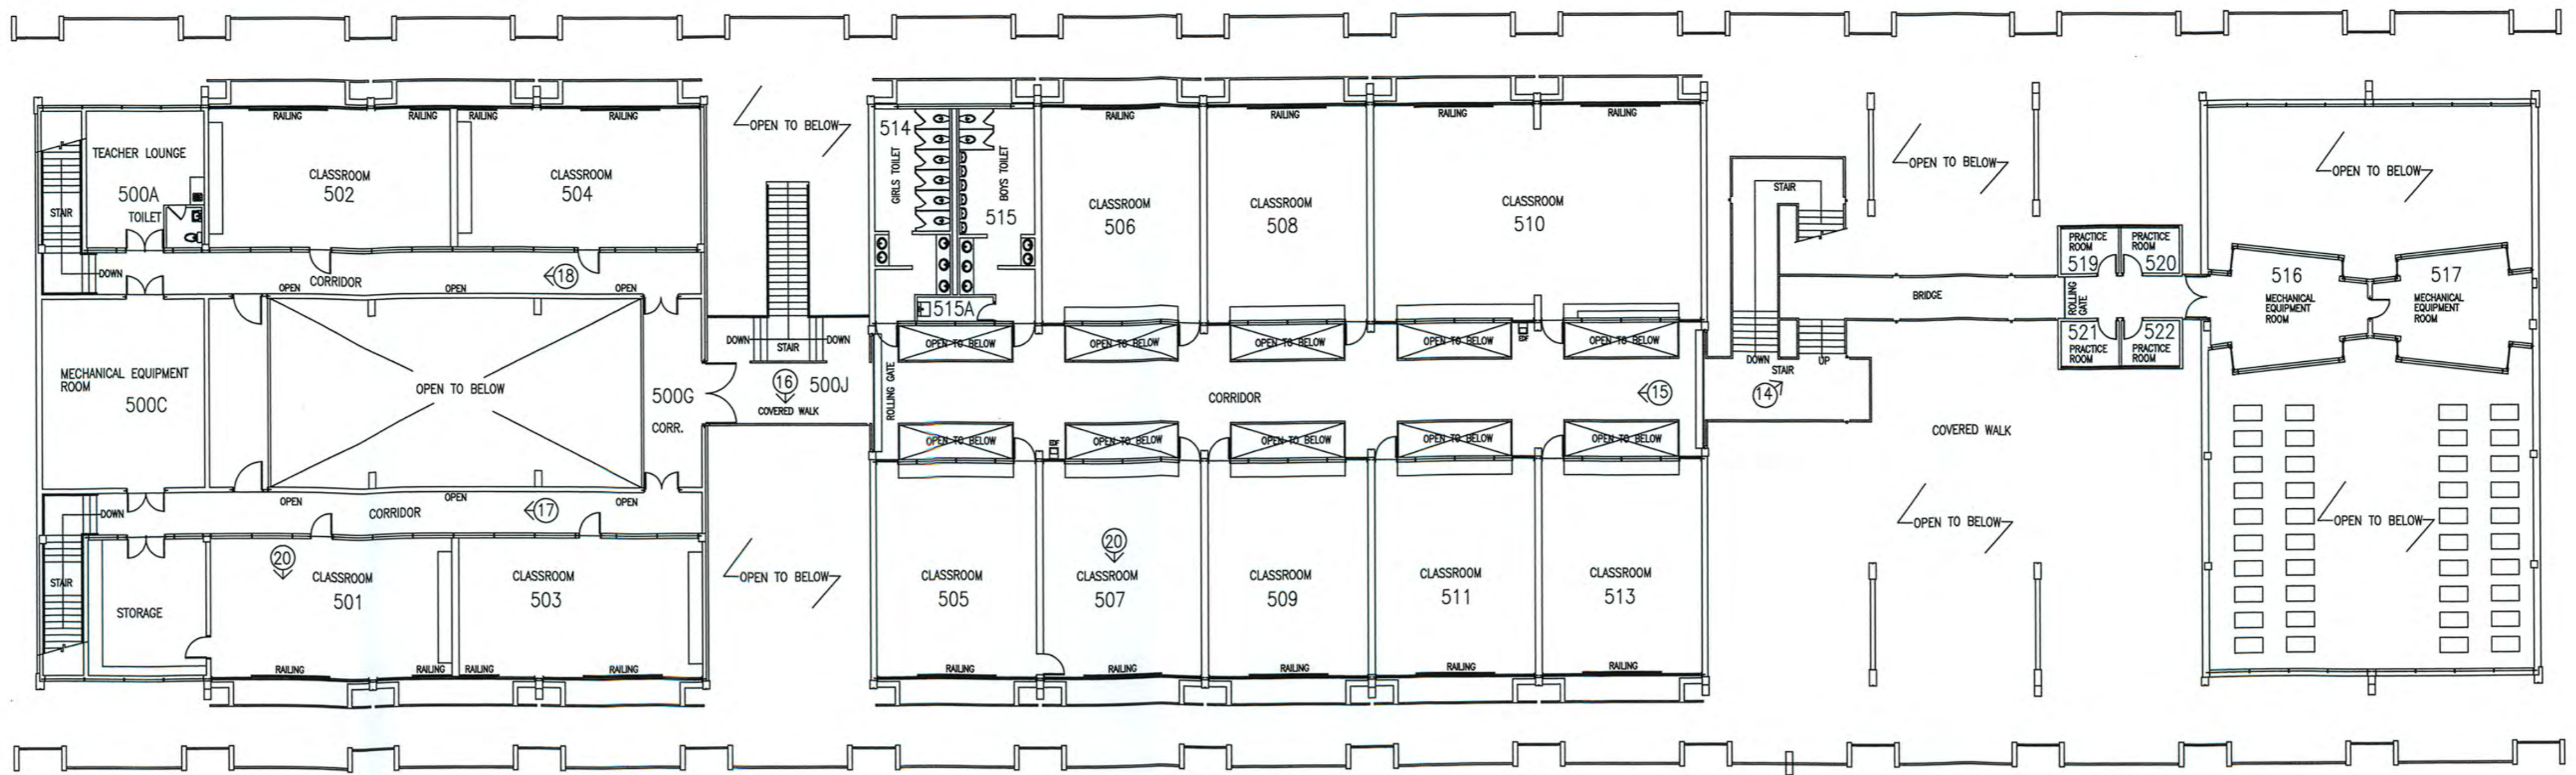 RAILING
RAILING
RAILING
RAILING
TEACHER LOUNGE
500A
TOILET
STAIR
DOWN
CLASSROOM
502
CLASSROOM
504
CORRIDOR
18
OPEN
OPEN
OPEN
MECHANICAL EQUIPMENT
ROOM
500C
OPEN TO BELOW
500G
CORR.
OPEN
OPEN
OPEN
DOWN
CORRIDOR
17
STAIR
STORAGE
20
CLASSROOM
501
CLASSROOM
503
RAILING
RAILING
RAILING
RAILING
OPEN TO BELOW
DOWN
STAIR
DOWN
16
500J
COVERED WALK
OPEN TO BELOW
514
GIRLS TOILET
BOYS TOILET
515
515A
RAILING
RAILING
RAILING
RAILING
CLASSROOM
506
CLASSROOM
508
CLASSROOM
510
OPEN TO BELOW
OPEN TO BELOW
OPEN TO BELOW
OPEN TO BELOW
OPEN TO BELOW
ROLLING GATE
CORRIDOR
15
OPEN TO BELOW
OPEN TO BELOW
OPEN TO BELOW
OPEN TO BELOW
OPEN TO BELOW
CLASSROOM
505
20
CLASSROOM
507
CLASSROOM
509
CLASSROOM
511
CLASSROOM
513
RAILING
RAILING
RAILING
RAILING
RAILING
STAIR
DOWN
STAIR
UP
14
OPEN TO BELOW
BRIDGE
COVERED WALK
OPEN TO BELOW
PRACTICE
ROOM
519
PRACTICE
ROOM
520
ROLLING
GATE
521
PRACTICE
ROOM
522
PRACTICE
ROOM
OPEN TO BELOW
516
MECHANICAL
EQUIPMENT
ROOM
517
MECHANICAL
EQUIPMENT
ROOM
OPEN TO BELOW